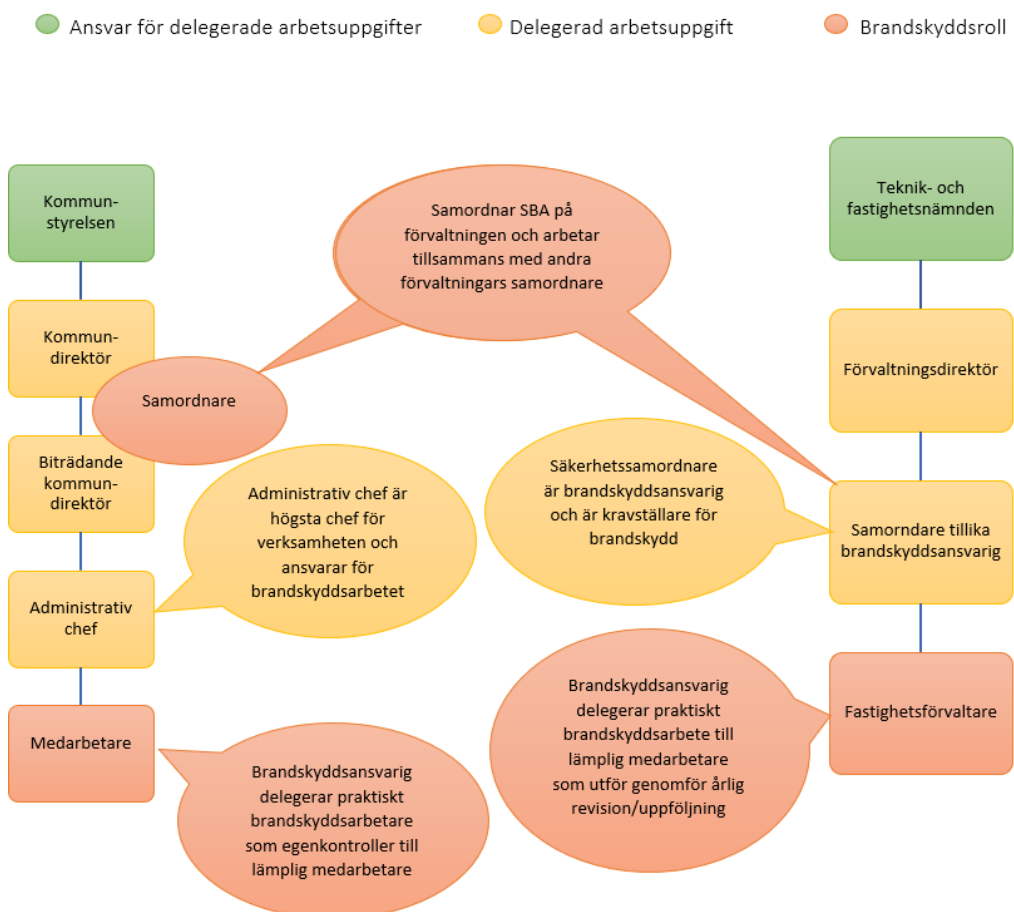 Ansvar för delegerade arbetsuppgifter
Delegerad arbetsuppgift
Brandskyddsroll
Kommun-
styrelsen
Kommun-
direktör
Samordnare
Biträdande
kommun-
direktör
Administrativ
chef
Medarbetare
Samordnar SBA på
förvaltningen och arbetar
tillsammans med andra
förvaltningars samordnare
Administrativ chef är
högsta chef för
verksamheten och
ansvarar för
brandskyddsarbetet
Brandskyddsansvarig
delegerar praktiskt
brandskyddsarbetare
som egenkontroller till
lämplig medarbetare
Säkerhetssamordnare
är brandskyddsansvarig
och är kravställare för
brandskydd
Brandskyddsansvarig
delegerar praktiskt
brandskyddsarbete till
lämplig medarbetare
som utför genomför årlig
revision/uppföljning
Teknik- och
fastighetsnämnden
Förvaltningsdirektör
Samorndare tillika
brandskyddsansvarig
Fastighetsförvaltare